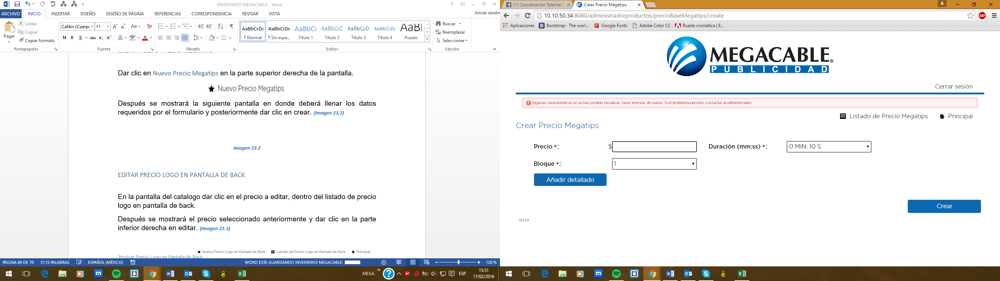 INVENTARIO MEGACABLE - Word
ARCHIVO INICIO INSERTAR DISEÑO DISEÑO DE PÁGINA REFERENCIAS CORRESPONDENCIA REVISAR VISTA Iniciar sesión
Pegar
Cortar
Copiar
Copiar formato
Portapapeles
Calibri (Cuerpo 11
Fuente
Párrafo
AaBbCcDc AaBbCcDc AaBbCc AaBbCcD AaBbCcD AaBbCcDc AaBl
¶ Normal ¶ Sin espa... Título 1 Título 2 Título 3 Título 4 Puesto
Estilos
Buscar
Reemplazar
Seleccionar
Edición
Dar clic en Nuevo Precio Megatips en la parte superior derecha de la pantalla.
★ Nuevo Precio Megatips
Después se mostrará la siguiente pantalla en donde deberá llenar los datos
requeridos por el formulario y posteriormente dar clic en crear. (Imagen 23.2)
Imagen 23.2
EDITAR PRECIO LOGO EN PANTALLA DE BACK
En la pantalla del catalogo dar clic en el precio a editar, dentro del listado de precio
logo en pantalla de back.
Después se mostrará el precio seleccionado anteriormente y dar clic en la parte
inferior derecha en editar. (Imagen 22.3)
★ Nuevo Precio Logo en Pantalla de Back Listado de Precio Logo en Pantalla de Back Principal
Mostrar Precio Logo en Pantalla de Back
PÁGINA 69 DE 70 5115 PALABRAS ESPAÑOL (MÉXICO) WORD ESTÁ GUARDANDO INVENTARIO MEGACABLE: 120 %
MEGA » ESP 15:51
17/02/2016
(1) Coordinacion Telemátic Crear Precio Megatips
10.10.50.34:8080/administradorproductos/precioBaseMegatips/create
ABP
Aplicaciones Bootstrap · The worl... Google Fonts Adobe Color CC Rueda cromática | E...
MEGACABLE®
PUBLICIDAD
Cerrar sesión
Algunas características no se han podido inicializar, favor intentar de nuevo. Si el problema persiste, contactar al administrador.
Listado de Precio Megatips Principal
Crear Precio Megatips
Precio *: $ Duración (mm:ss) *: 0 MIN: 10 S
Bloque *: 1
Añadir detallado
Crear
0.1.23